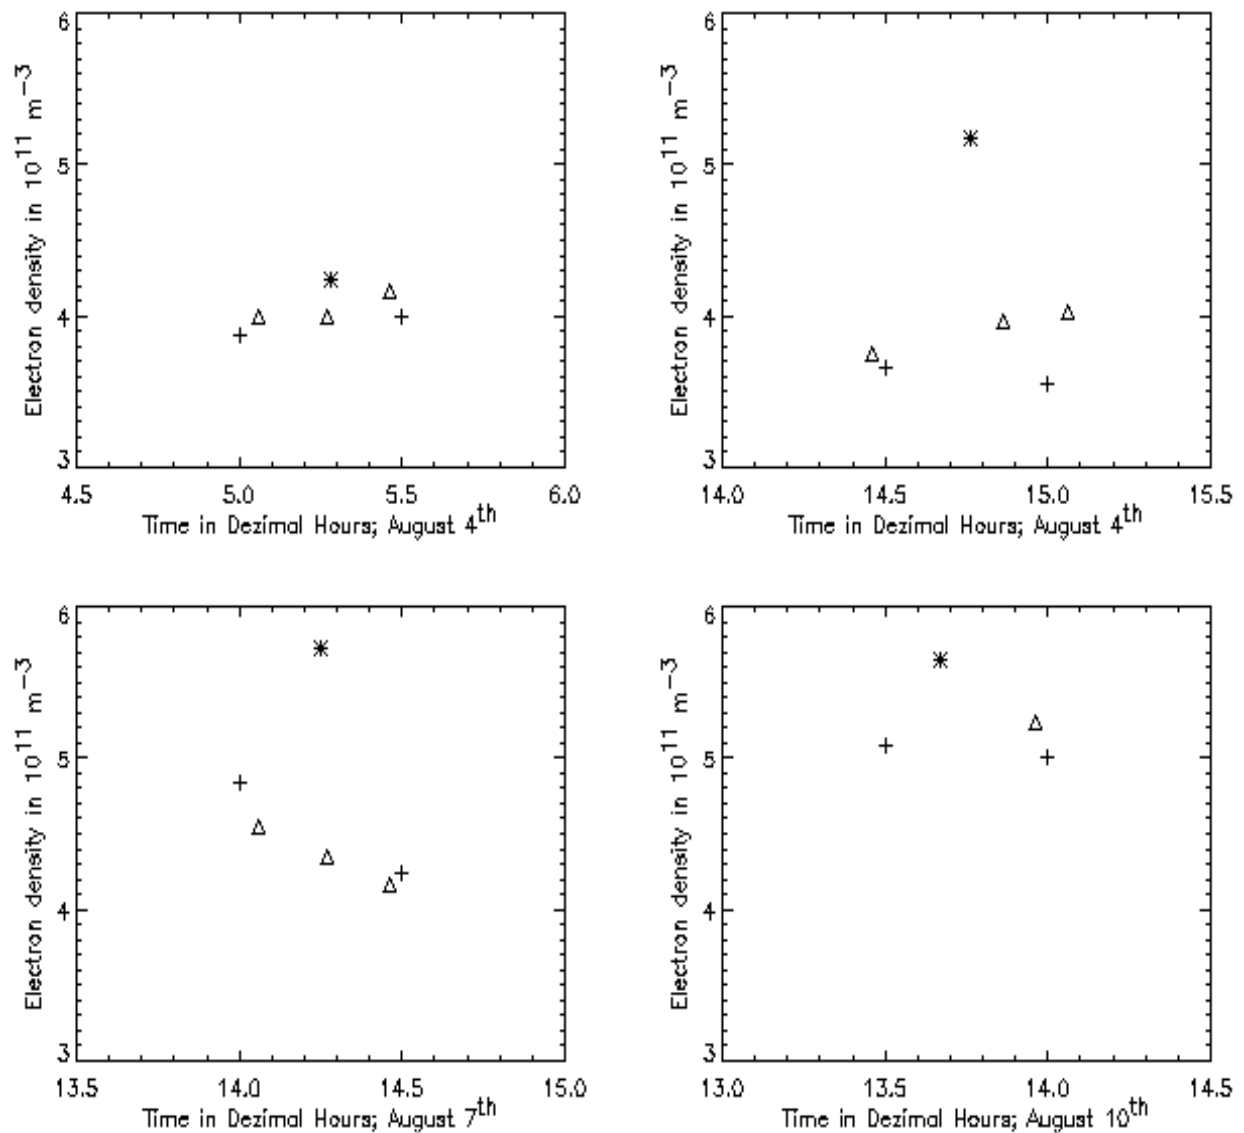 6
5
4
3
Electron density in 10^11 m^-3
4.5 5.0 5.5 6.0
Time in Dezimal Hours; August 4^th
6
5
4
3
Electron density in 10^11 m^-3
14.0 14.5 15.0 15.5
Time in Dezimal Hours; August 4^th
6
5
4
3
Electron density in 10^11 m^-3
13.5 14.0 14.5 15.0
Time in Dezimal Hours; August 7^th
6
5
4
3
Electron density in 10^11 m^-3
13.0 13.5 14.0 14.5
Time in Dezimal Hours; August 10^th